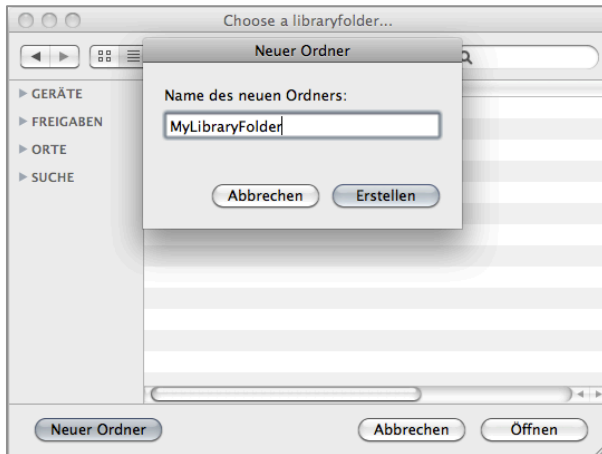 Choose a libraryfolder...
Neuer Ordner
GERÄTE
FREIGABEN
ORTE
SUCHE
Name des neuen Ordners:
MyLibraryFolder
Abbrechen
Erstellen
Neuer Ordner
Abbrechen
Öffnen